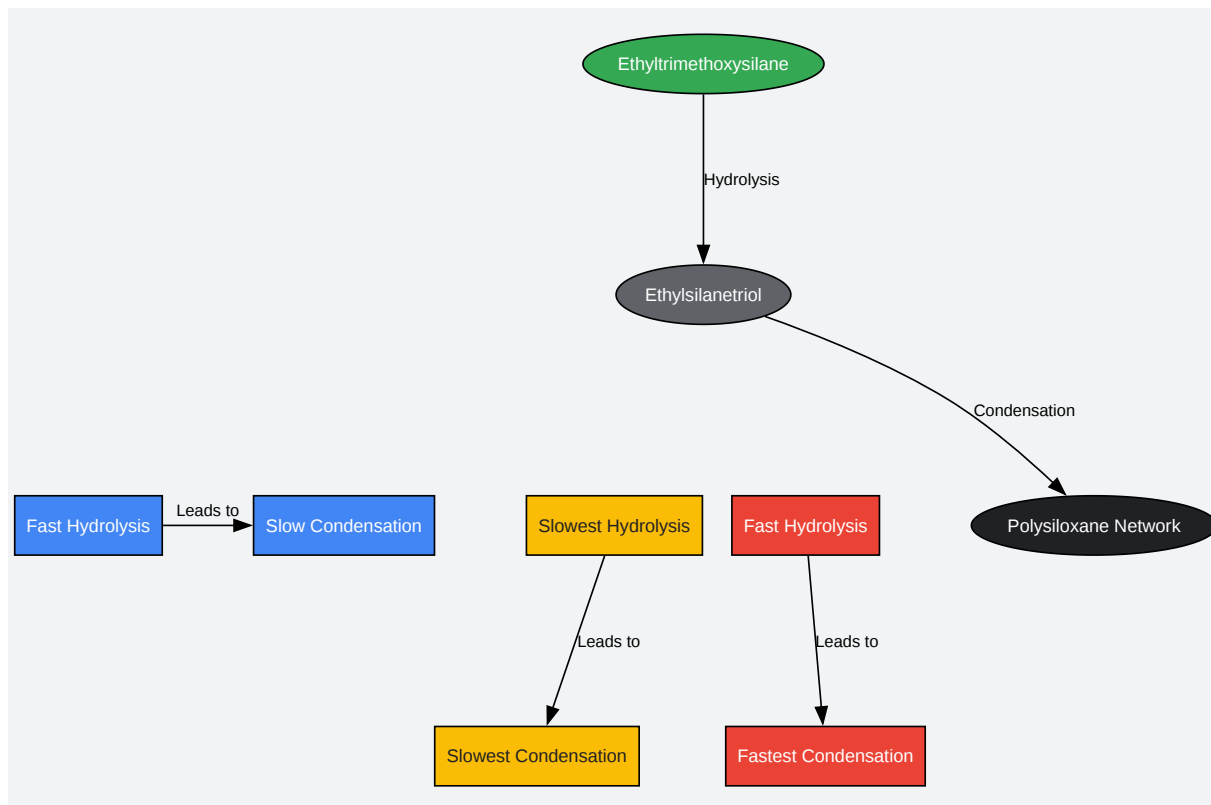 Ethyltrimethoxysilane
Hydrolysis
Ethylsilanetriol
Condensation
Fast Hydrolysis
Leads to
Slow Condensation
Slowest Hydrolysis
Fast Hydrolysis
Polysiloxane Network
Leads to
Leads to
Slowest Condensation
Fastest Condensation